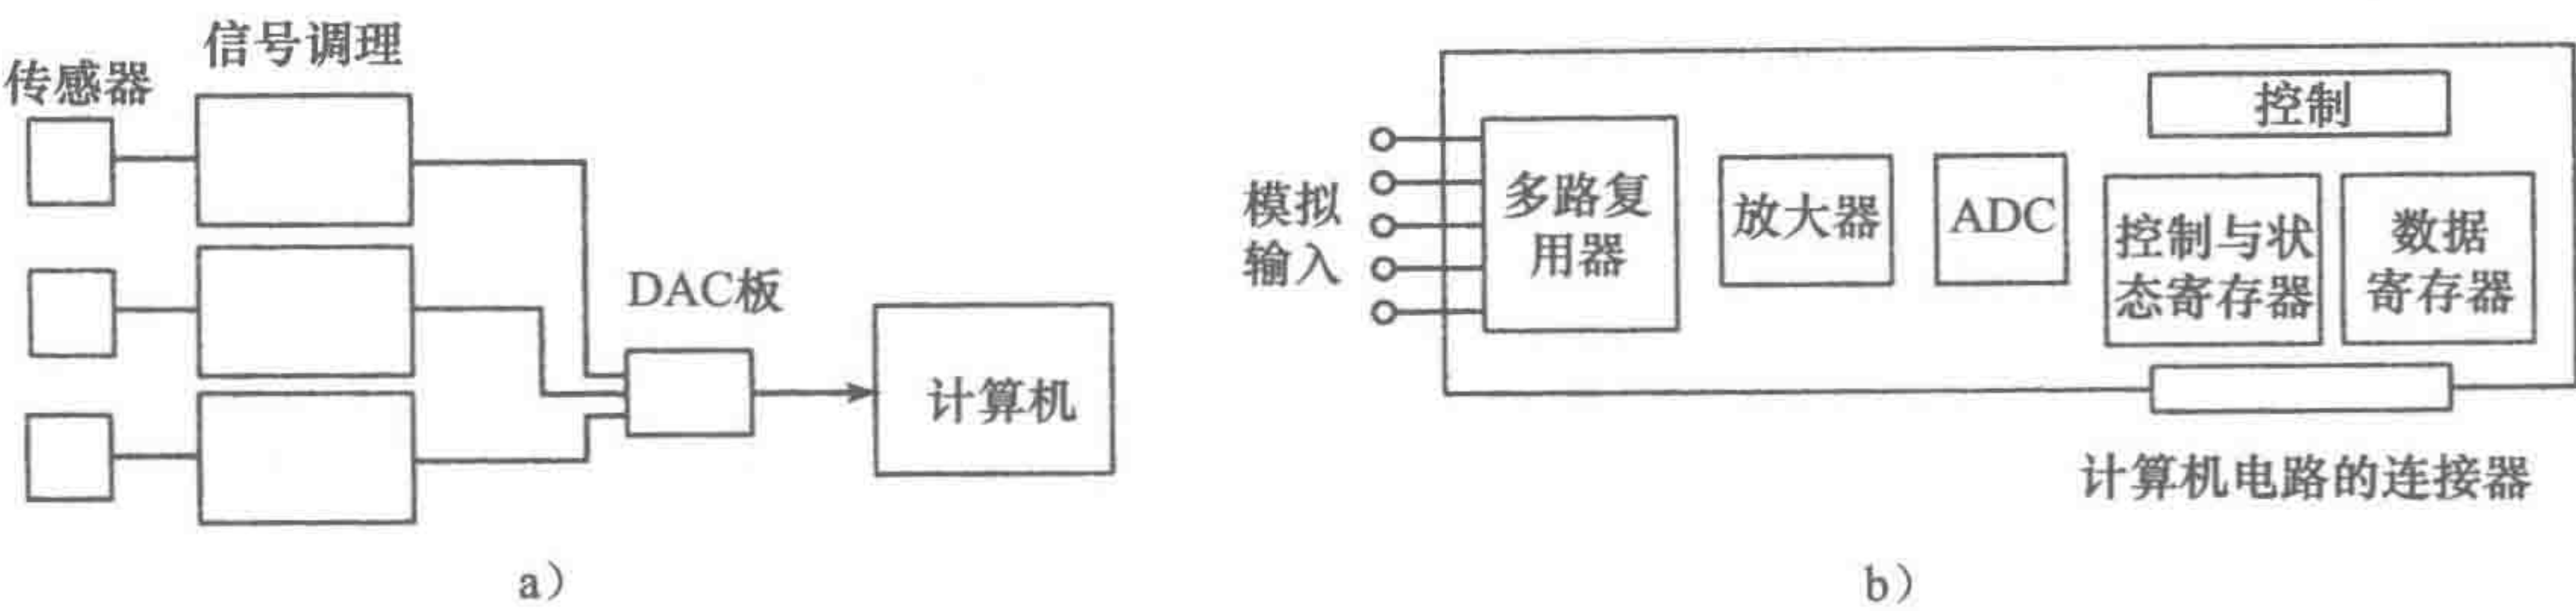 信号调理
传感器
DAC板
计算机
a）
控制
模拟
输入
多路复
用器
放大器
ADC
控制与状
态寄存器
数据
寄存器
计算机电路的连接器
b）